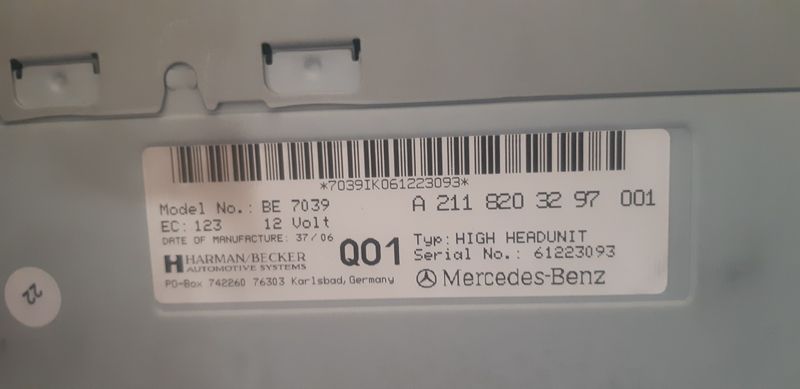 *7039IK061223093*
Model No.: BE 7039
A 211 820 32 97 001
EC: 123 12 Volt
DATE OF MANUFACTURE: 37/06
Q01
Typ: HIGH HEADUNIT
HARMAN/BECKER
AUTOMOTIVE SYSTEMS
Serial No.: 61223093
PO-Box 742260 76303 Karlsbad, Germany
Mercedes-Benz
22